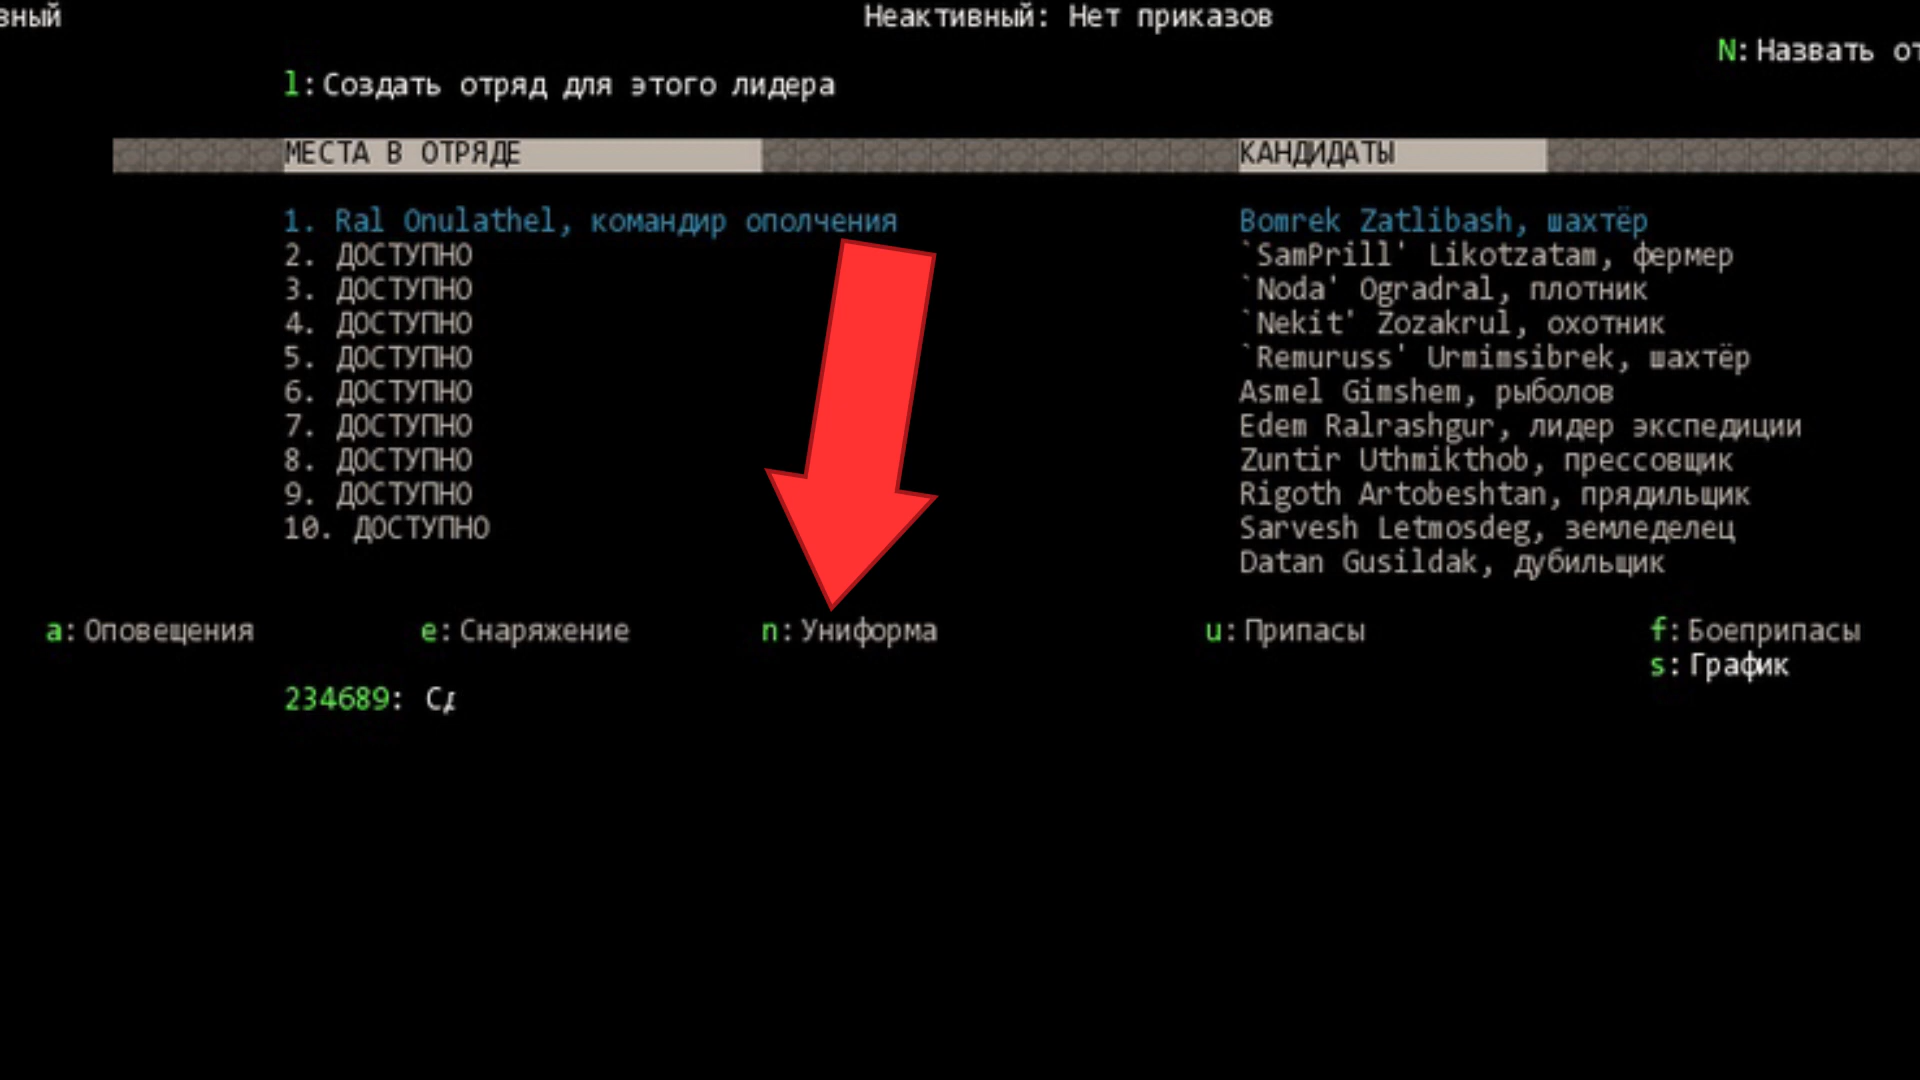 Неактивный: Нет приказов
N: Назвать
l: Создать отряд для этого лидера
МЕСТА В ОТРЯДЕ
КАНДИДАТЫ
1. Ral Onulathel, командир ополчения
2. ДОСТУПНО
3. ДОСТУПНО
4. ДОСТУПНО
5. ДОСТУПНО
6. ДОСТУПНО
7. ДОСТУПНО
8. ДОСТУПНО
9. ДОСТУПНО
10. ДОСТУПНО
Bomrek Zatlibash, шахтёр
`SamPrill' Likotzatam, фермер
`Noda' Ogradral, плотник
`Nekit' Zozakrul, охотник
`Remuruss' Urmimsibrek, шахтёр
Asmel Gimshem, рыболов
Edem Ralrashgur, лидер экспедиции
Zuntir Uthmikthob, прессовщик
Rigoth Artobeshtan, прядильщик
Sarvesh Letmosdeg, земледелец
Datan Gusildak, дубильщик
a: Оповещения
e: Снаряжение
n: Униформа
u: Припасы
f: Боеприпасы
s: График
234689: